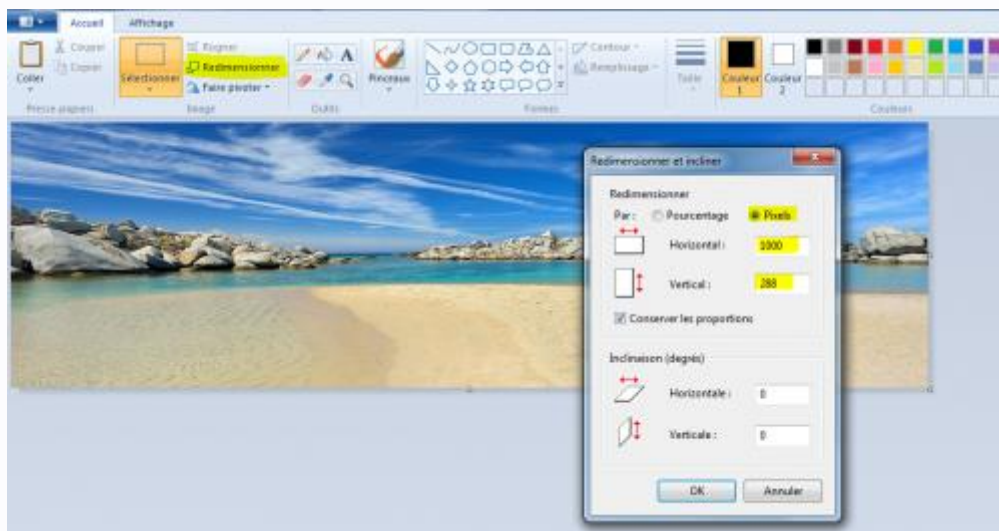 Accueil Affichage
Coller
Couper
Copier
Presse-papiers
Sélectionner
Rogner
Redimensionner
Faire pivoter
Image
A
Outils
Pinceaux
Contour
Remplissage
Formes
Taille
Couleur 1
Couleur 2
Couleurs
Redimensionner et incliner
Redimensionner
Par : Pourcentage Pixels
Horizontal : 1000
Vertical : 288
Conserver les proportions
Inclinaison (degrés)
Horizontale : 0
Verticale : 0
OK Annuler